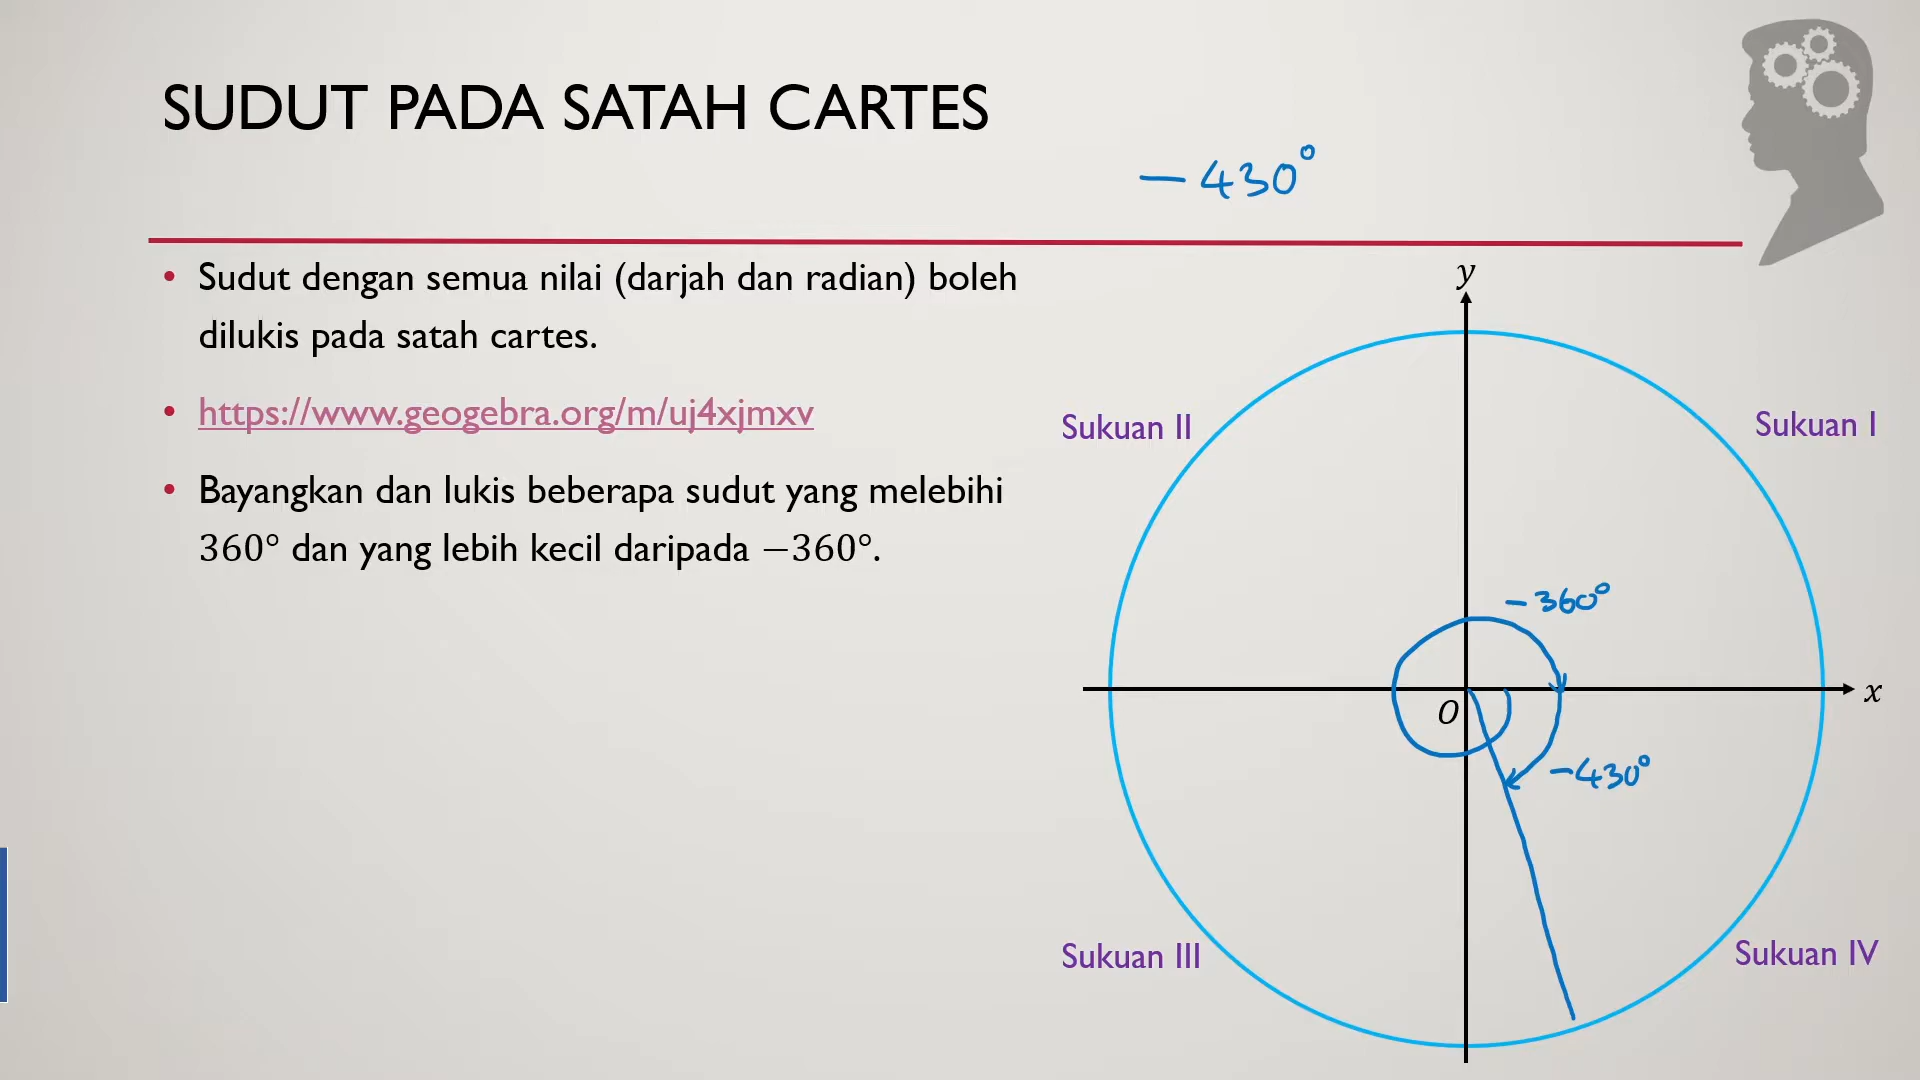 SUDUT PADA SATAH CARTES
−430°
• Sudut dengan semua nilai (darjah dan radian) boleh
dilukis pada satah cartes.
• https://www.geogebra.org/m/uj4xjmxv
• Bayangkan dan lukis beberapa sudut yang melebihi
360° dan yang lebih kecil daripada −360°.
y
Sukuan II
Sukuan I
−360°
O
x
−430°
Sukuan III
Sukuan IV